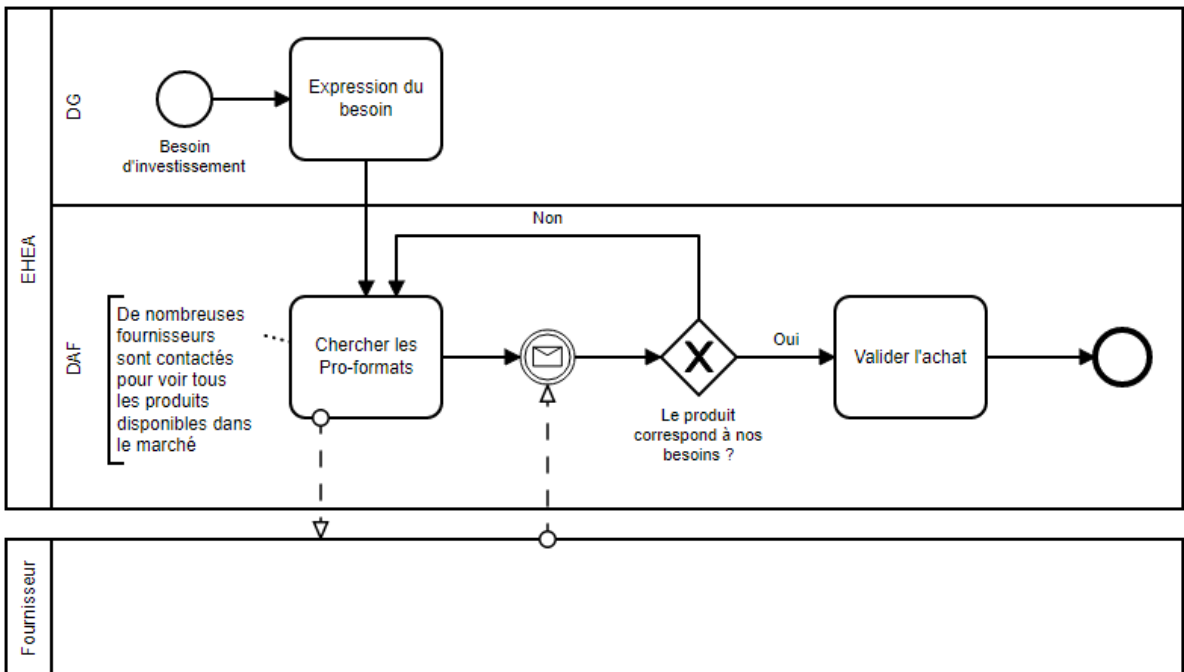 EHEA
DG
Besoin
d'investissement
Expression du
besoin
DAF
De nombreuses
fournisseurs
sont contactés
pour voir tous
les produits
disponibles dans
le marché
Chercher les
Pro-formats
Non
Le produit
correspond à nos
besoins ?
Oui
Valider l'achat
Fournisseur